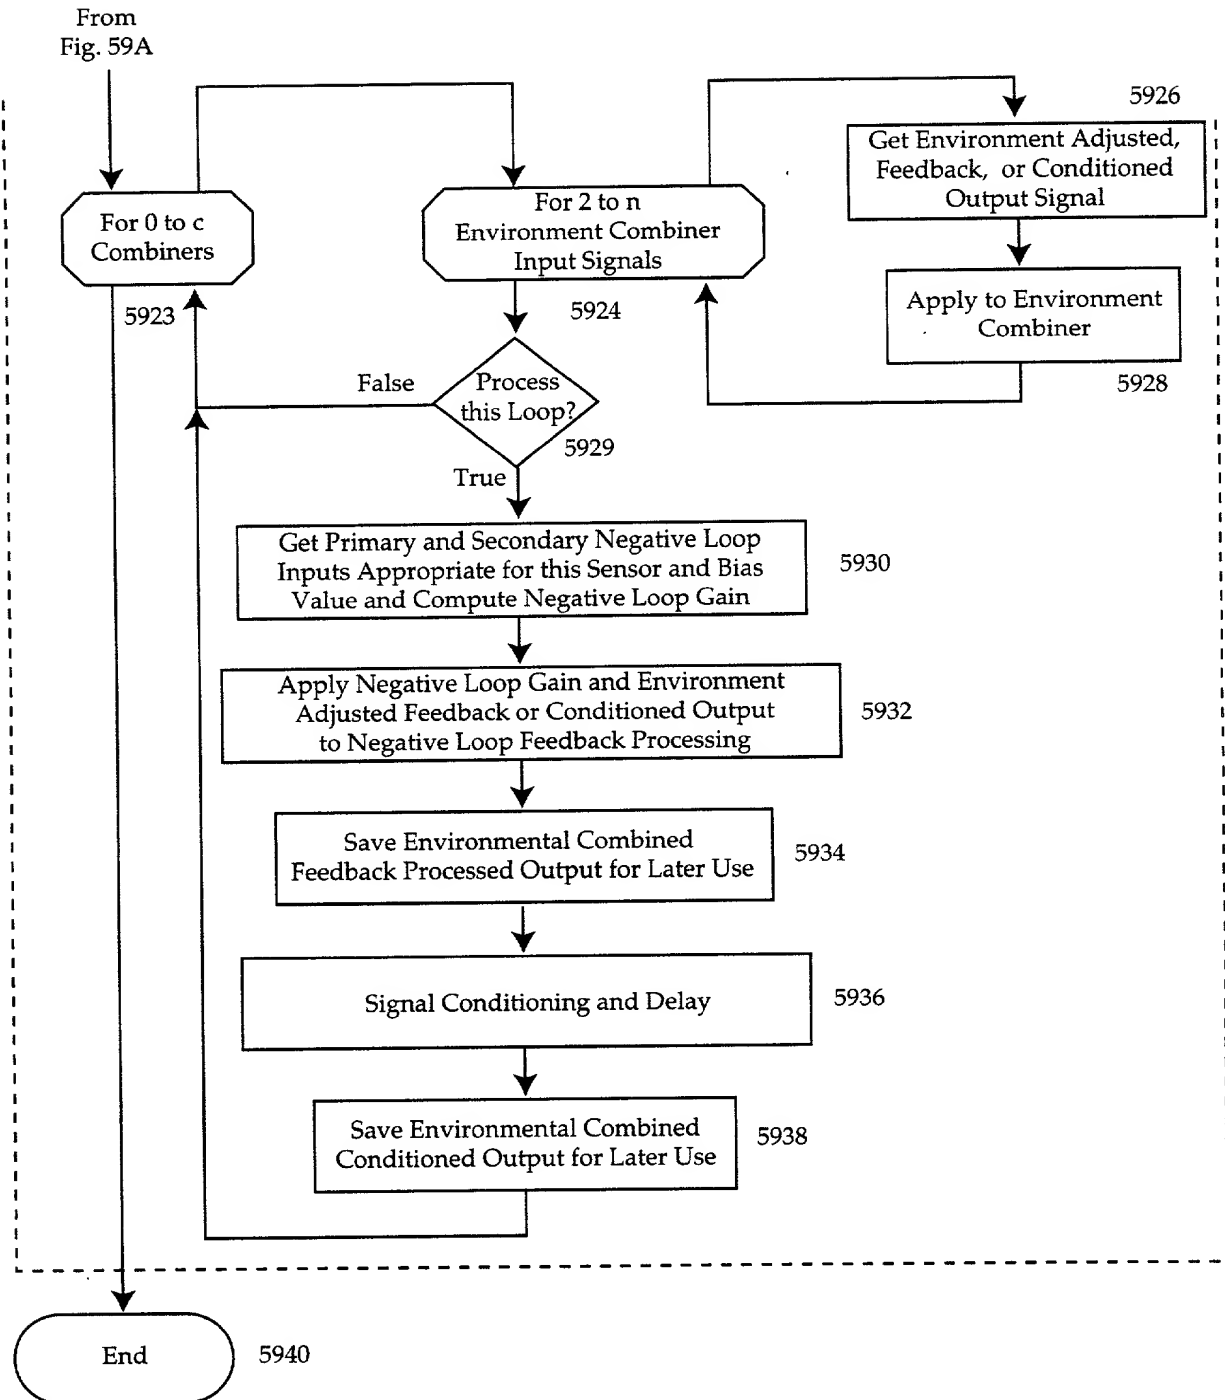 From
Fig. 59A
5926
Get Environment Adjusted,
Feedback, or Conditioned
Output Signal
For 0 to c
Combiners
5923
For 2 to n
Environment Combiner
Input Signals
5924
Apply to Environment
Combiner
5928
False
Process
this Loop?
5929
True
Get Primary and Secondary Negative Loop
Inputs Appropriate for this Sensor and Bias
Value and Compute Negative Loop Gain
5930
Apply Negative Loop Gain and Environment
Adjusted Feedback or Conditioned Output
to Negative Loop Feedback Processing
5932
Save Environmental Combined
Feedback Processed Output for Later Use
5934
Signal Conditioning and Delay
5936
Save Environmental Combined
Conditioned Output for Later Use
5938
End
5940